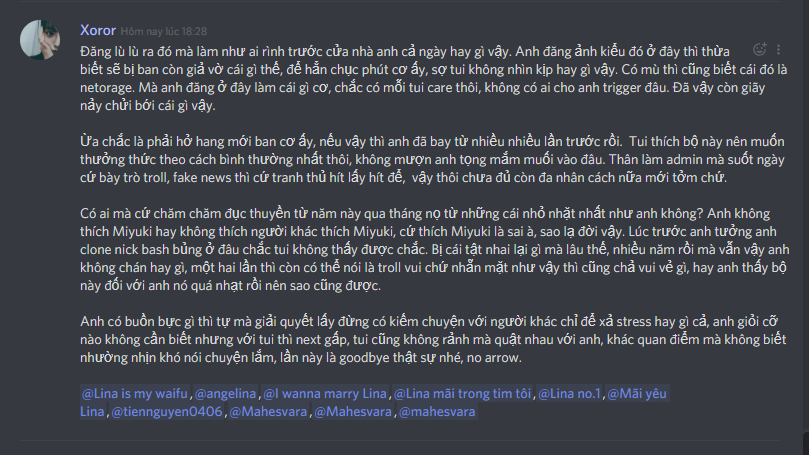 Xoror Hôm nay lúc 18:28
Đăng lù lù ra đó mà làm như ai rình trước cửa nhà anh cả ngày hay gì vậy. Anh đăng ảnh kiểu đó ở đây thì thừa
biết sẽ bị ban còn giả vờ cái gì thế, để hẳn chục phút cơ ấy, sợ tui không nhìn kịp hay gì vậy. Có mù thì cũng biết cái đó là
netorage. Mà anh đăng ở đây làm cái gì cơ, chắc có mỗi tui care thôi, không có ai cho anh trigger đâu. Đã vậy còn giãy
nảy chửi bới cái gì vậy.
Ừa chắc là phải hở hang mới ban cơ ấy, nếu vậy thì anh đã bay từ nhiều nhiều lần trước rồi. Tui thích bộ này nên muốn
thưởng thức theo cách bình thường nhất thôi, không mượn anh tọng mắm muối vào đâu. Thân làm admin mà suốt ngày
cứ bày trò troll, fake news thì cứ tranh thủ hít lấy hít để, vậy thôi chưa đủ còn đa nhân cách nữa mới tởm chứ.
Có ai mà cứ chăm chăm đục thuyền từ năm này qua tháng nọ từ những cái nhỏ nhặt nhất như anh không? Anh không
thích Miyuki hay không thích người khác thích Miyuki, cứ thích Miyuki là sai à, sao lạ đời vậy. Lúc trước anh tưởng anh
clone nick bash bủng ở đâu chắc tui không thấy được chắc. Bị cái tật nhai lại gì mà lâu thế, nhiều năm rồi mà vẫn vậy anh
không chán hay gì, một hai lần thì còn có thể nói là troll vui chứ nhẵn mặt như vậy thì cũng chả vui vẻ gì, hay anh thấy bộ
này đối với anh nó quá nhạt rồi nên sao cũng được.
Anh có buồn bực gì thì tự mà giải quyết lấy đừng có kiếm chuyện với người khác chỉ để xả stress hay gì cả, anh giỏi cỡ
nào không cần biết nhưng với tui thì next gấp, tui cũng không rảnh mà quạt nhau với anh, khác quan điểm mà không biết
nhường nhịn khó nói chuyện lắm, lần này là goodbye thật sự nhé, no arrow.
@Lina is my waifu,@angelina,@I wanna marry Lina,@Lina mãi trong tim tôi,@Lina no.1,@Mãi yêu
Lina,@tiennguyen0406,@Mahesvara,@Mahesvara,@mahesvara